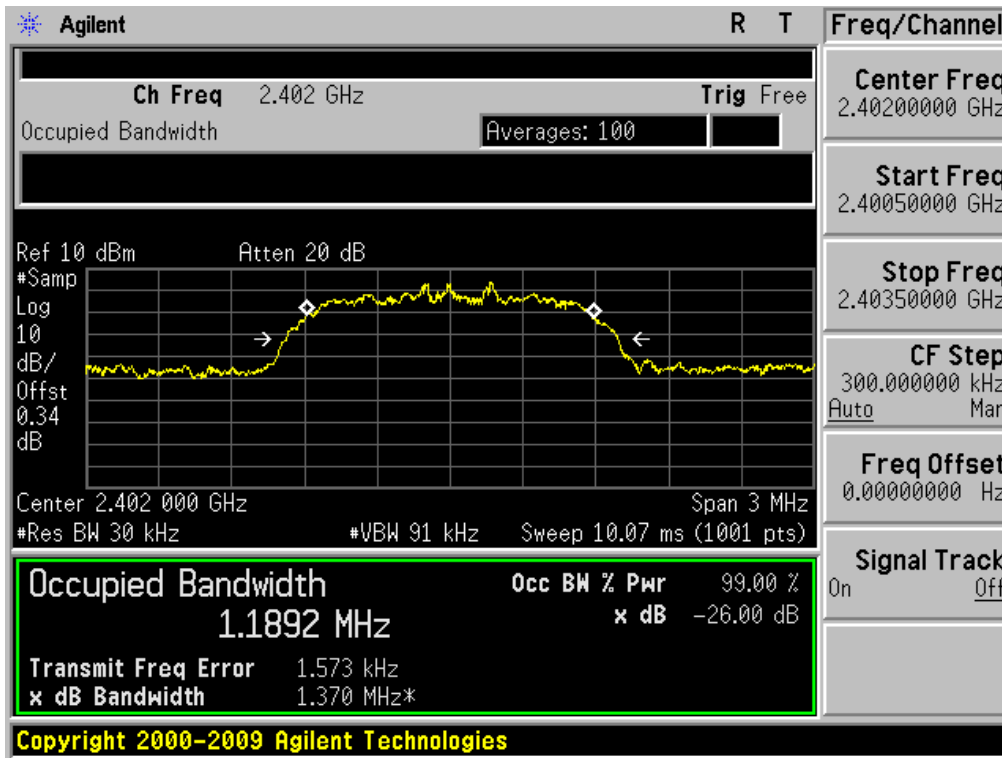 Agilent R T Freq/Channel
Ch Freq 2.402 GHz Trig Free
Occupied Bandwidth Averages: 100
Center Freq
2.40200000 GHz
Start Freq
2.40050000 GHz
Stop Freq
2.40350000 GHz
CF Step
300.000000 kHz
Auto Man
Freq Offset
0.00000000 Hz
Signal Track
On Off
Ref 10 dBm Atten 20 dB
#Samp
Log
10
dB/
Offst
0.34
dB
Center 2.402 000 GHz Span 3 MHz
#Res BW 30 kHz #VBW 91 kHz Sweep 10.07 ms (1001 pts)
Occupied Bandwidth Occ BW % Pwr 99.00 %
1.1892 MHz x dB -26.00 dB
Transmit Freq Error 1.573 kHz
x dB Bandwidth 1.370 MHz*
Copyright 2000-2009 Agilent Technologies